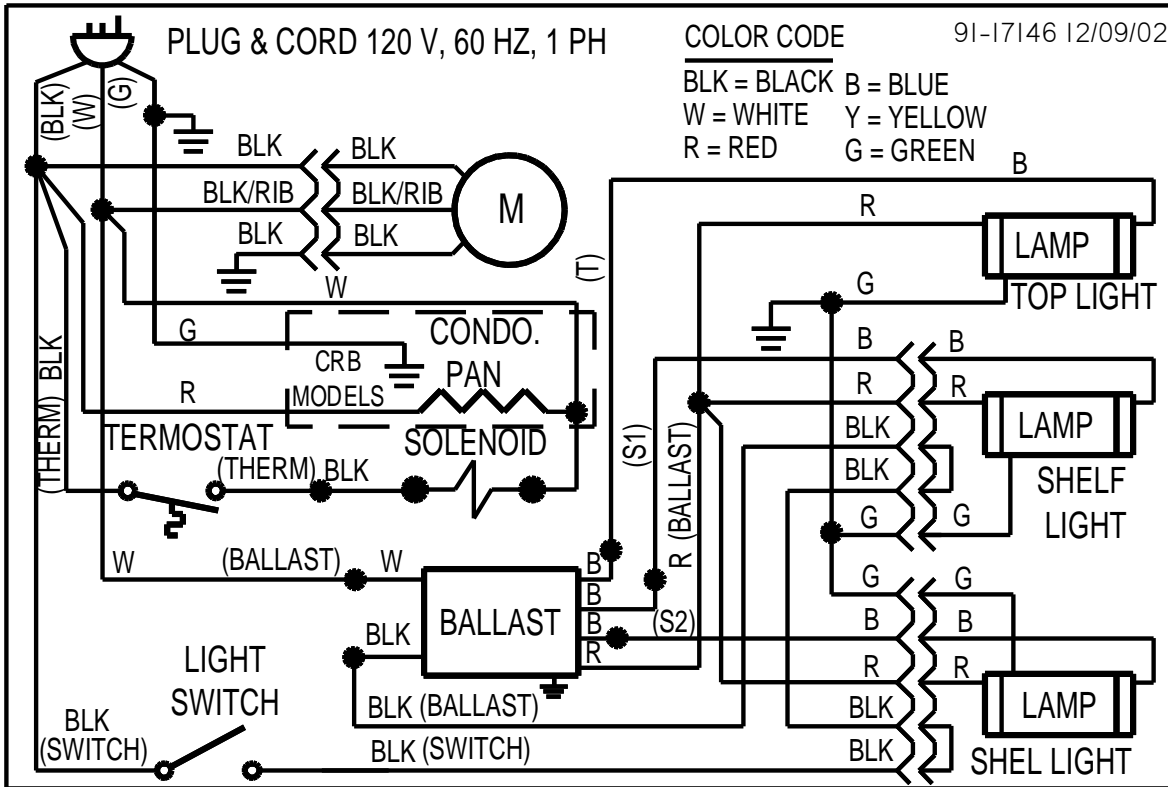 PLUG & CORD 120 V, 60 HZ, 1 PH
COLOR CODE
91-17146 12/09/02
BLK = BLACK
B = BLUE
W = WHITE
Y = YELLOW
R = RED
G = GREEN
(BLK)
(W)
(G)
BLK
BLK
BLK/RIB
BLK/RIB
BLK
BLK
M
W
G
CRB
MODELS
CONDO.
PAN
R
(THERM) BLK
TERMOSTAT
(THERM)
BLK
SOLENOID
(T)
B
R
LAMP
TOP LIGHT
G
B
B
R
R
BLK
BLK
G
G
LAMP
SHELF
LIGHT
(S1)
R (BALLAST)
W
(BALLAST)
W
BALLAST
B
B
B
R
(S2)
BLK
BLK (BALLAST)
LIGHT
SWITCH
BLK
(SWITCH)
BLK (SWITCH)
G
G
B
B
R
R
BLK
BLK
LAMP
SHEL LIGHT